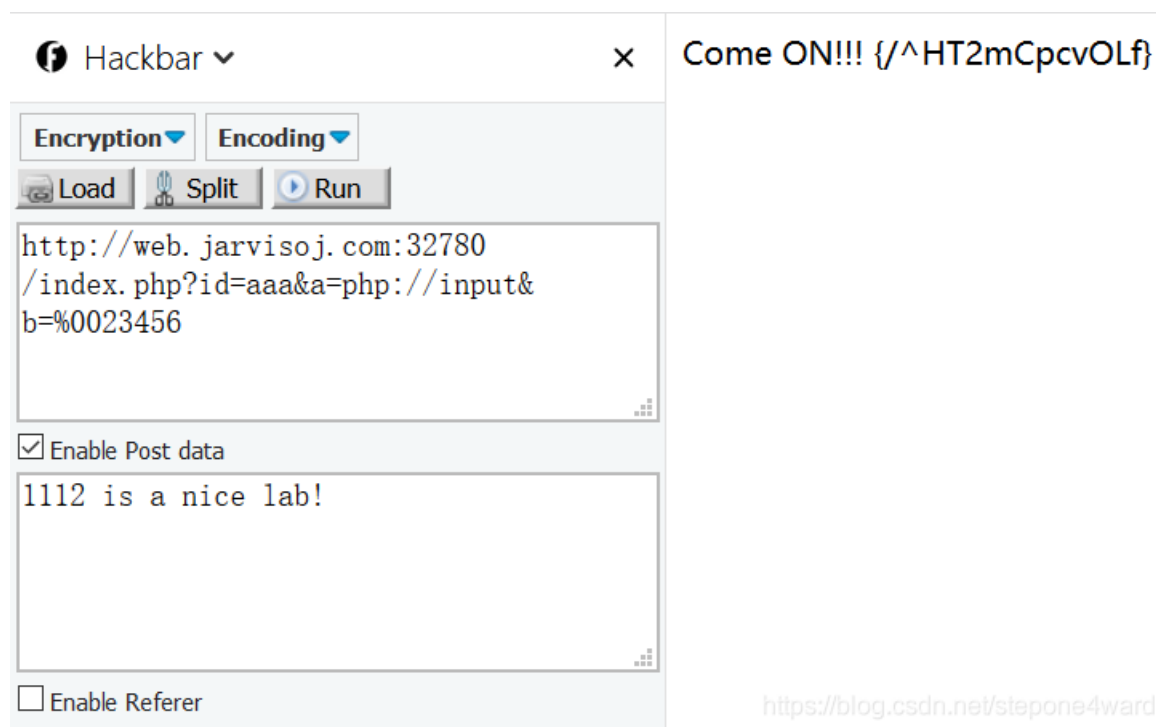 Hackbar
Come ON!!! {/^HT2mCpcvOLf}
Encryption Encoding
Load Split Run
http://web.jarvisoj.com:32780
/index.php?id=aaa&a=php://input&
b=%0023456
Enable Post data
1112 is a nice lab!
Enable Referer
https://blog.csdn.net/stepone4ward